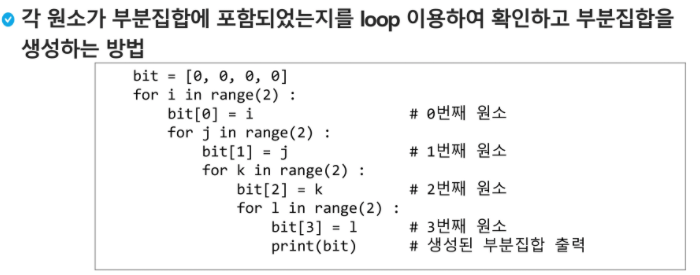 각 원소가 부분집합에 포함되었는지를 loop 이용하여 확인하고 부분집합을
생성하는 방법
bit = [0, 0, 0, 0]
for i in range(2) :
    bit[0] = i                # 0번째 원소
    for j in range(2) :
        bit[1] = j            # 1번째 원소
        for k in range(2) :
            bit[2] = k        # 2번째 원소
            for l in range(2) :
                bit[3] = l    # 3번째 원소
                print(bit)    # 생성된 부분집합 출력